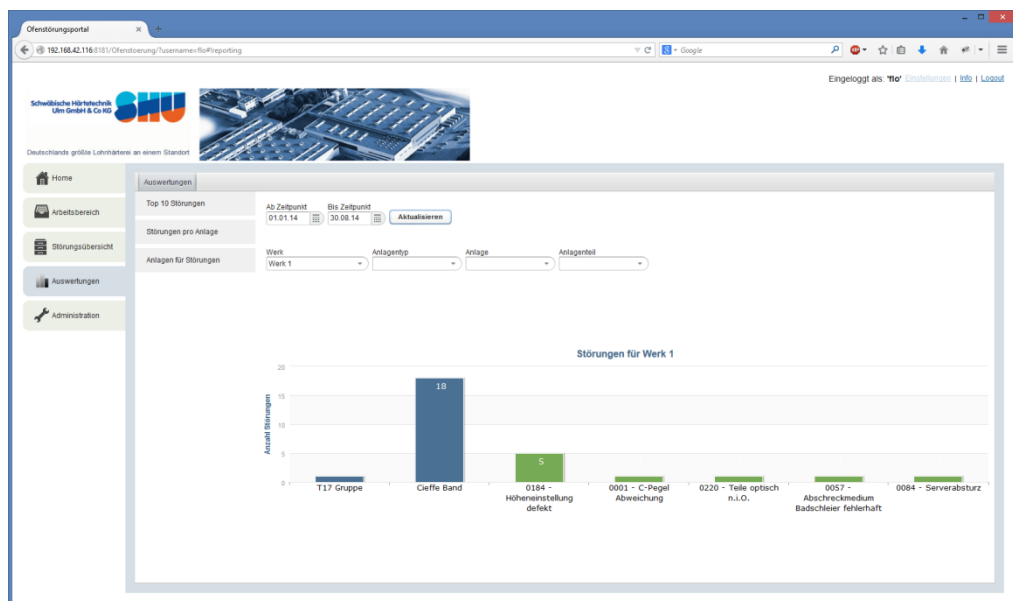 Ofenstörungsportal
192.168.42.116:8181/Ofenstoerung/?username=flo#!reporting
Google
Eingeloggt als: 'flo' Einstellungen | Info | Logout
Schwäbische Härtetechnik
Ulm GmbH & Co KG
SHU
Deutschlands größte Lohnhärterei an einem Standort
Home
Arbeitsbereich
Störungsübersicht
Auswertungen
Administration
Auswertungen
Top 10 Störungen
Störungen pro Anlage
Anlagen für Störungen
Ab Zeitpunkt Bis Zeitpunkt
01.01.14 30.08.14 Aktualisieren
Werk Anlagentyp Anlage Anlagenteil
Werk 1
Störungen für Werk 1
Anzahl Störungen
20
15
10
5
0
18
5
T17 Gruppe
Cieffe Band
0184 -
Höheneinstellung
defekt
0001 - C-Pegel
Abweichung
0220 - Teile optisch
n.i.O.
0057 -
Abschreckmedium
Badschleier fehlerhaft
0084 - Serverabsturz